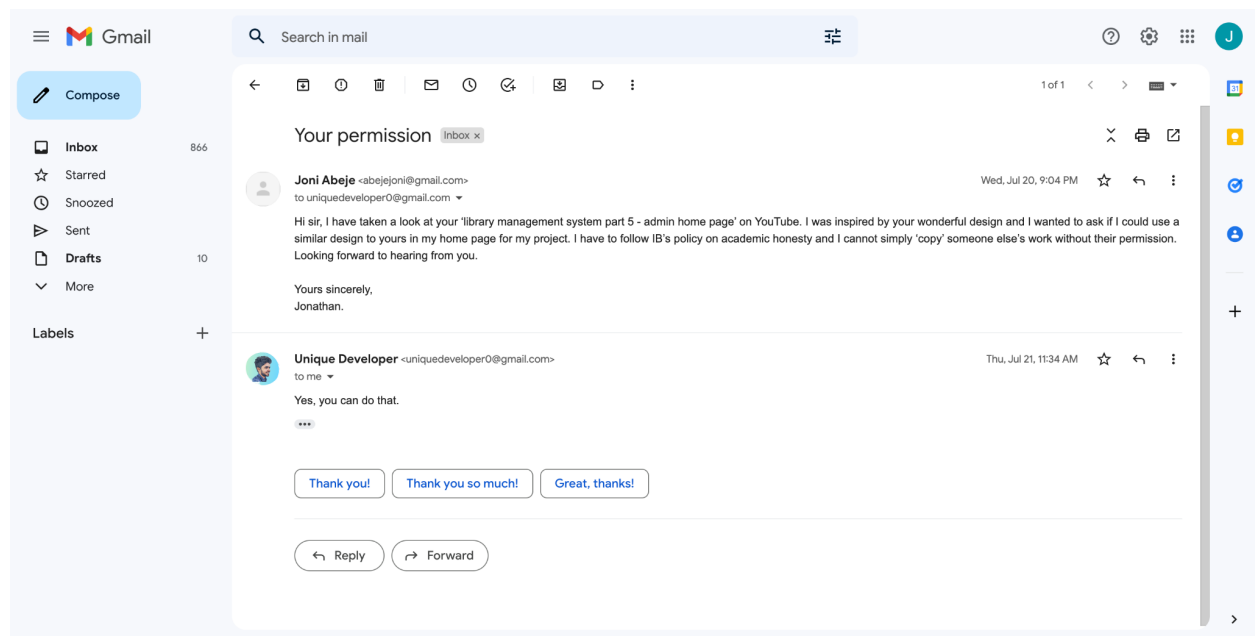 Gmail
Search in mail
Compose
Inbox 866
Starred
Snoozed
Sent
Drafts 10
More
Labels
1 of 1
Your permission Inbox ×
Joni Abeje <abejejoni@gmail.com> Wed, Jul 20, 9:04 PM
to uniquedeveloper0@gmail.com
Hi sir, I have taken a look at your ‘library management system part 5 - admin home page’ on YouTube. I was inspired by your wonderful design and I wanted to ask if I could use a
similar design to yours in my home page for my project. I have to follow IB’s policy on academic honesty and I cannot simply ‘copy’ someone else’s work without their permission.
Looking forward to hearing from you.
Yours sincerely,
Jonathan.
Unique Developer <uniquedeveloper0@gmail.com> Thu, Jul 21, 11:34 AM
to me
Yes, you can do that.
Thank you! Thank you so much! Great, thanks!
Reply Forward
J
31